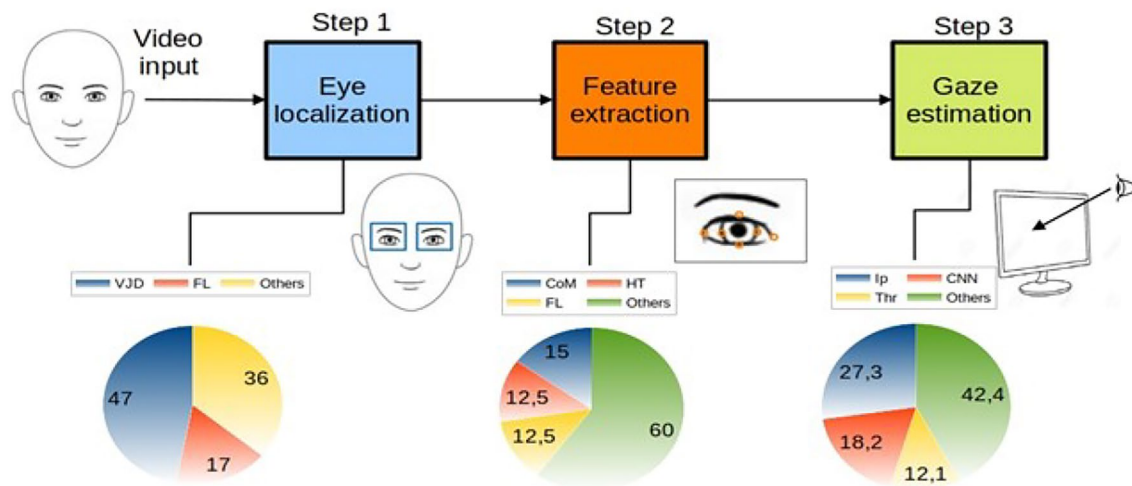 Step 1
Step 2
Step 3
Video
input
Eye
localization
Feature
extraction
Gaze
estimation
VJD FL Others
CoM HT
FL Others
Ip CNN
Thr Others
47
36
17
15
12,5
12,5
60
27,3
18,2
12,1
42,4